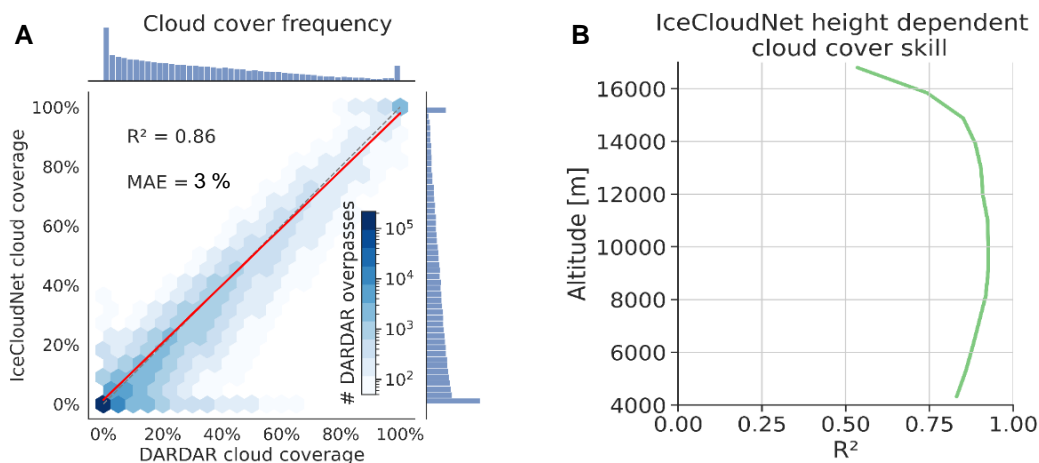 A
Cloud cover frequency
100%
80%
60%
40%
20%
0%
IceCloudNet cloud coverage
R² = 0.86
MAE = 3 %
# DARDAR overpasses
10⁵
10⁴
10³
10²
0% 20% 40% 60% 80% 100%
DARDAR cloud coverage
B
IceCloudNet height dependent
cloud cover skill
16000
14000
12000
10000
8000
6000
4000
Altitude [m]
0.00 0.25 0.50 0.75 1.00
R²